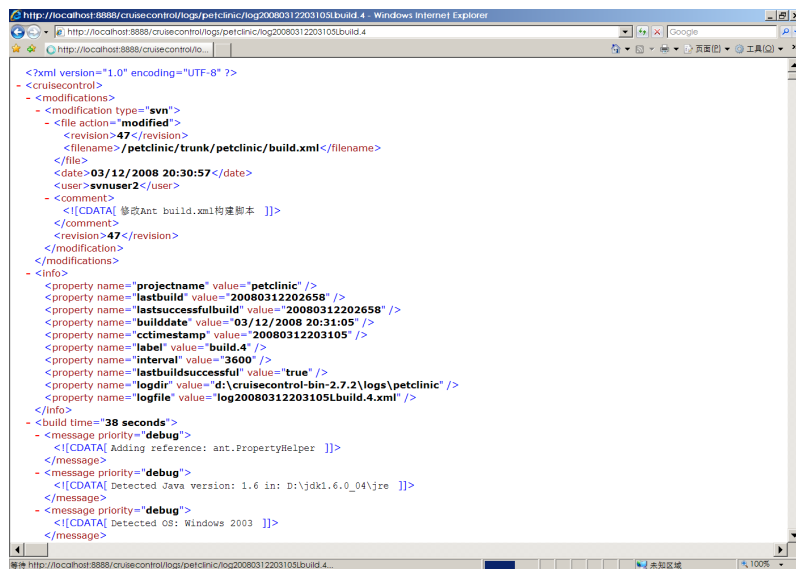 http://localhost:8888/cruisecontrol/logs/petclinic/log20080312203105Lbuild.4 - Windows Internet Explorer
http://localhost:8888/cruisecontrol/logs/petclinic/log20080312203105Lbuild.4
Google
http://localhost:8888/cruisecontrol/lo...
页面(P)
工具(O)
<?xml version="1.0" encoding="UTF-8" ?>
- <cruisecontrol>
- <modifications>
- <modification type="svn">
- <file action="modified">
<revision>47</revision>
<filename>/petclinic/trunk/petclinic/build.xml</filename>
</file>
<date>03/12/2008 20:30:57</date>
<user>svnuser2</user>
- <comment>
<![CDATA[ 修改Ant build.xml构建脚本 ]]>
</comment>
<revision>47</revision>
</modification>
</modifications>
- <info>
<property name="projectname" value="petclinic" />
<property name="lastbuild" value="20080312202658" />
<property name="lastsuccessfulbuild" value="20080312202658" />
<property name="builddate" value="03/12/2008 20:31:05" />
<property name="cctimestamp" value="20080312203105" />
<property name="label" value="build.4" />
<property name="interval" value="3600" />
<property name="lastbuildsuccessful" value="true" />
<property name="logdir" value="d:\cruisecontrol-bin-2.7.2\logs\petclinic" />
<property name="logfile" value="log20080312203105Lbuild.4.xml" />
</info>
- <build time="38 seconds">
- <message priority="debug">
<![CDATA[ Adding reference: ant.PropertyHelper ]]>
</message>
- <message priority="debug">
<![CDATA[ Detected Java version: 1.6 in: D:\jdk1.6.0_04\jre ]]>
</message>
- <message priority="debug">
<![CDATA[ Detected OS: Windows 2003 ]]>
</message>
等待 http://localhost:8888/cruisecontrol/logs/petclinic/log20080312203105Lbuild.4...
未知区域
100%